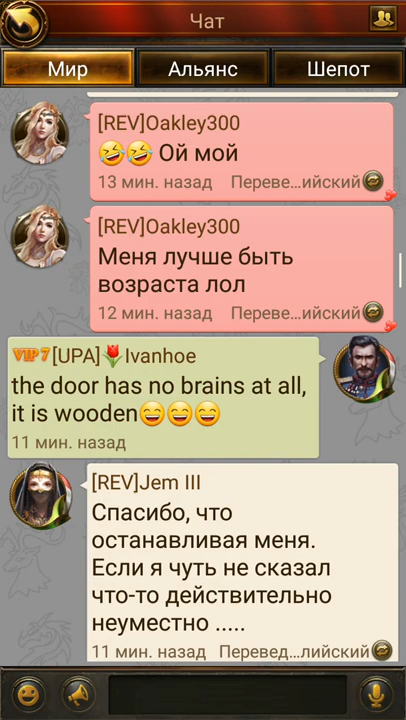 Чат
Мир
Альянс
Шепот
[REV]Oakley300
🤣🤣 Ой мой
13 мин. назад Переве...ийский
[REV]Oakley300
Меня лучше быть
возраста лол
12 мин. назад Переве...ийский
VIP 7 [UPA]🌷Ivanhoe
the door has no brains at all,
it is wooden😄😄😄
11 мин. назад
[REV]Jem III
Спасибо, что
останавливая меня.
Если я чуть не сказал
что-то действительно
неуместно .....
11 мин. назад Перевед...лийский